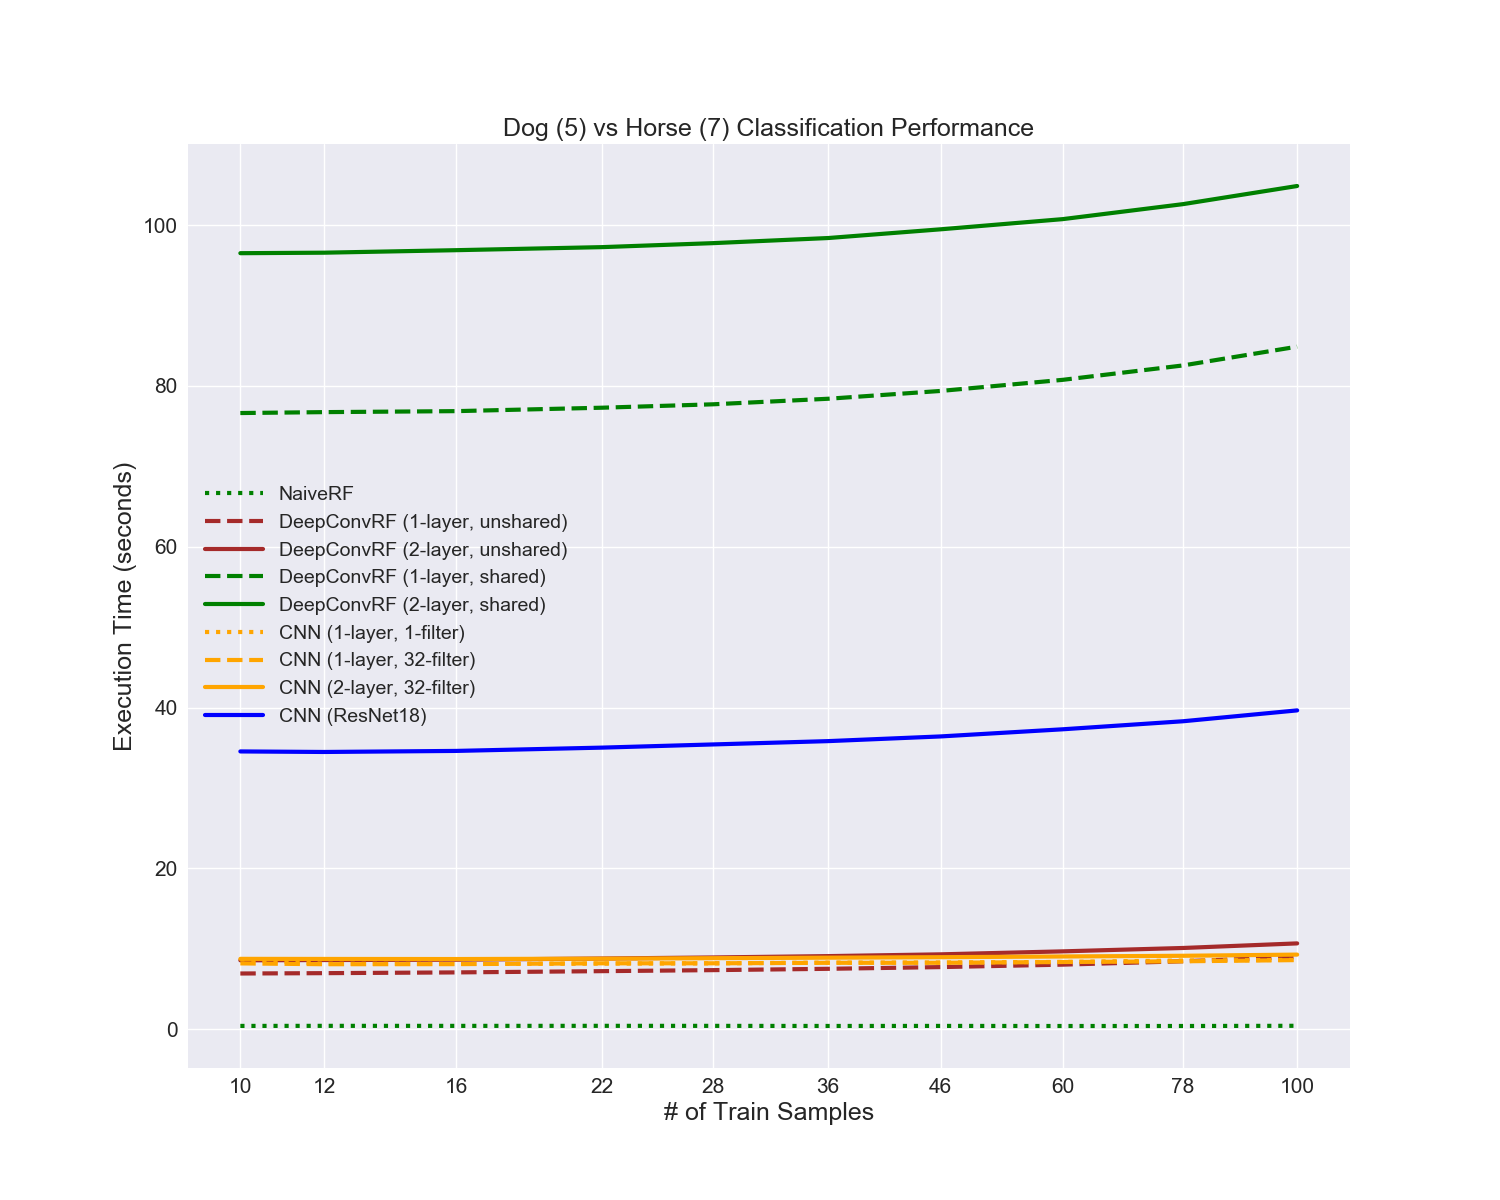 Dog (5) vs Horse (7) Classification Performance
Execution Time (seconds)
100
80
60
40
20
0
NaiveRF
DeepConvRF (1-layer, unshared)
DeepConvRF (2-layer, unshared)
DeepConvRF (1-layer, shared)
DeepConvRF (2-layer, shared)
CNN (1-layer, 1-filter)
CNN (1-layer, 32-filter)
CNN (2-layer, 32-filter)
CNN (ResNet18)
10 12 16 22 28 36 46 60 78 100
# of Train Samples